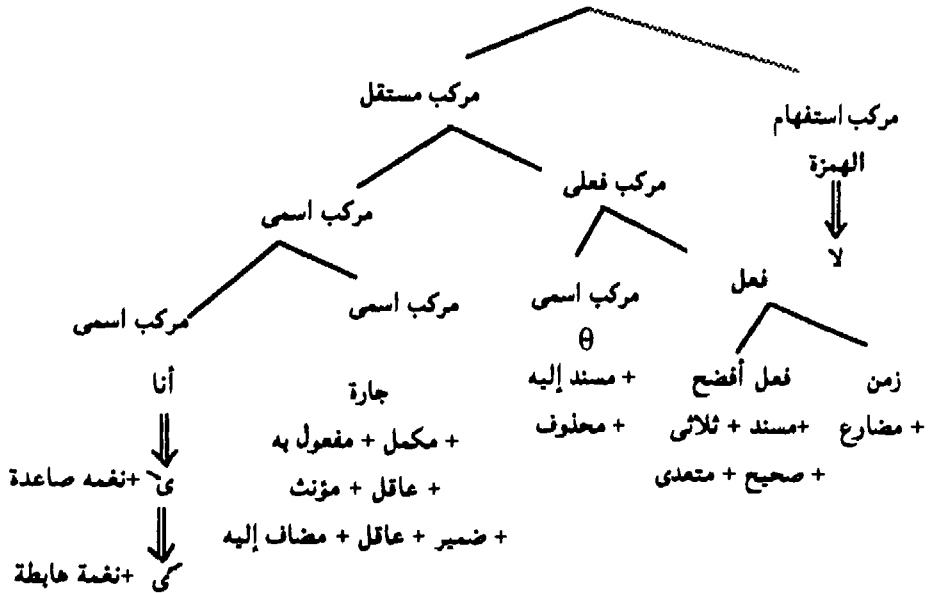 مركب مستقل
مركب استفهام
الهمزة
لا
مركب فعلى
مركب اسمى
فعل
مركب اسمى
مركب اسمى
مركب اسمى
θ
زمن
+ مضارع
فعل أفضح
+مسند + ثلاثى
+ صحيح + متعدى
+ مسند إليه
+ محذوف
جارة
+ مكمل + مفعول به
+ عاقل + مؤنث
+ ضمير + عاقل + مضاف إليه
أنا
ى +نغمه صاعدة
ى +نغمة هابطة